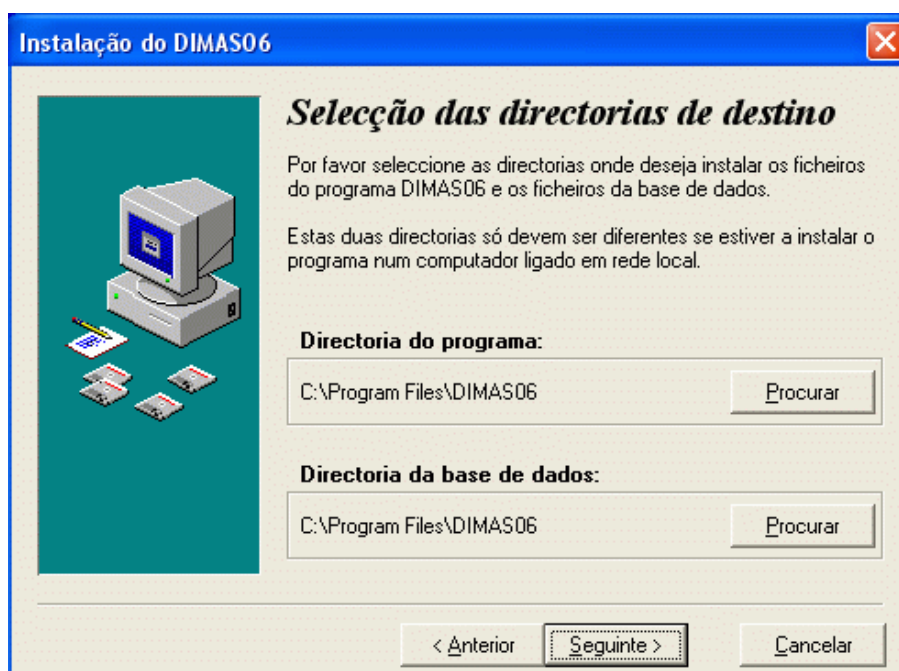 Instalação do DIMAS06
Selecção das directorias de destino
Por favor seleccione as directorias onde deseja instalar os ficheiros
do programa DIMAS06 e os ficheiros da base de dados.
Estas duas directorias só devem ser diferentes se estiver a instalar o
programa num computador ligado em rede local.
Directoria do programa:
C:\Program Files\DIMAS06
Procurar
Directoria da base de dados:
C:\Program Files\DIMAS06
Procurar
< Anterior
Seguinte >
Cancelar